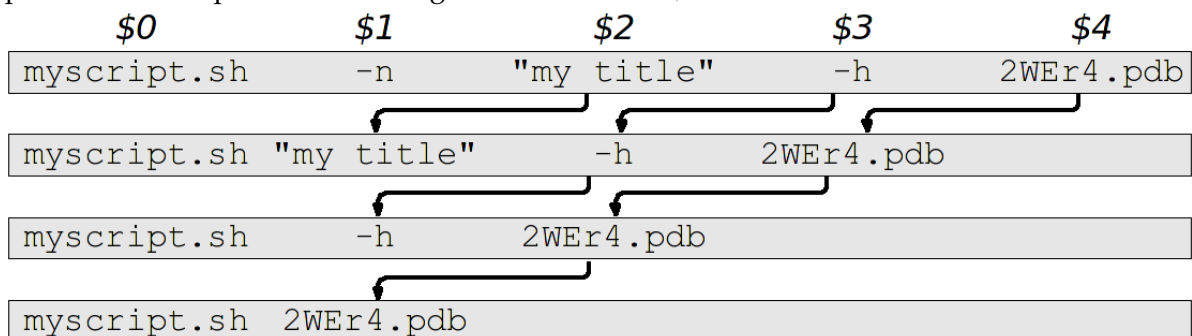 $0 $1 $2 $3 $4
myscript.sh -n "my title" -h 2WEr4.pdb
myscript.sh "my title" -h 2WEr4.pdb
myscript.sh -h 2WEr4.pdb
myscript.sh 2WEr4.pdb